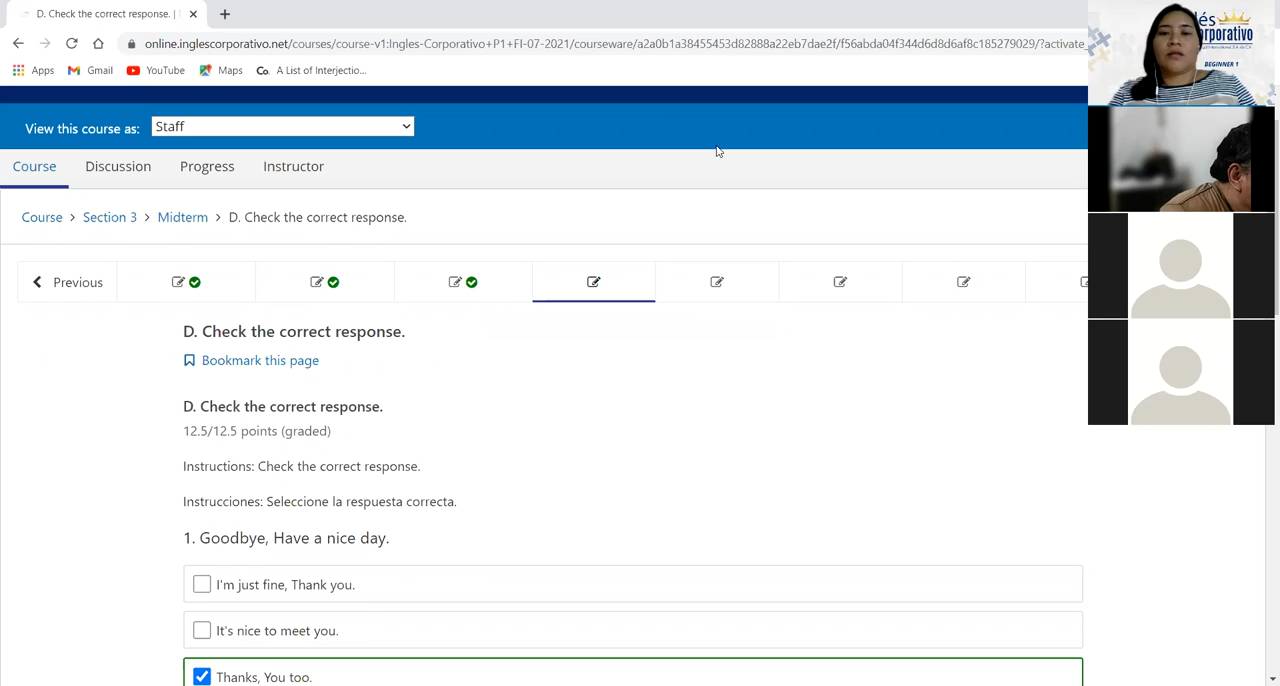 D. Check the correct response. |
online.inglescorporativo.net/courses/course-v1:Ingles-Corporativo+P1+FI-07-2021/courseware/a2a0b1a38455453d82888a22eb7dae2f/f56abda04f344d6d8d6af8c185279029/?activate_
Apps Gmail YouTube Maps Co. A List of Interjectio...
BEGINNER 1
View this course as: Staff
Course Discussion Progress Instructor
Course > Section 3 > Midterm > D. Check the correct response.
Previous
D. Check the correct response.
Bookmark this page
D. Check the correct response.
12.5/12.5 points (graded)
Instructions: Check the correct response.
Instrucciones: Seleccione la respuesta correcta.
1. Goodbye, Have a nice day.
I'm just fine, Thank you.
It's nice to meet you.
Thanks, You too.